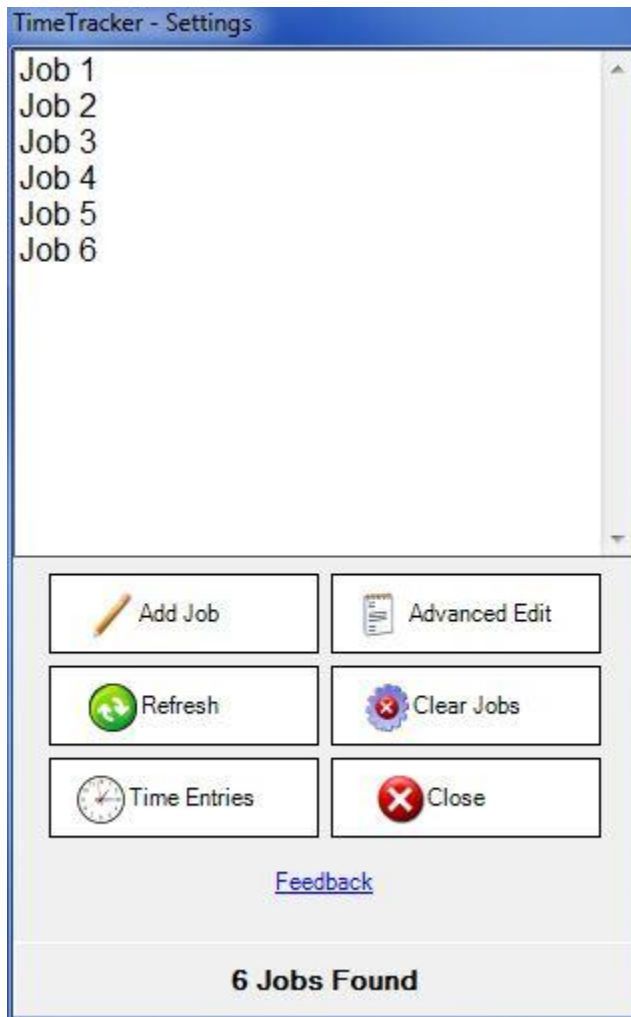 TimeTracker - Settings
Job 1
Job 2
Job 3
Job 4
Job 5
Job 6
Add Job
Advanced Edit
Refresh
Clear Jobs
Time Entries
Close
Feedback
6 Jobs Found